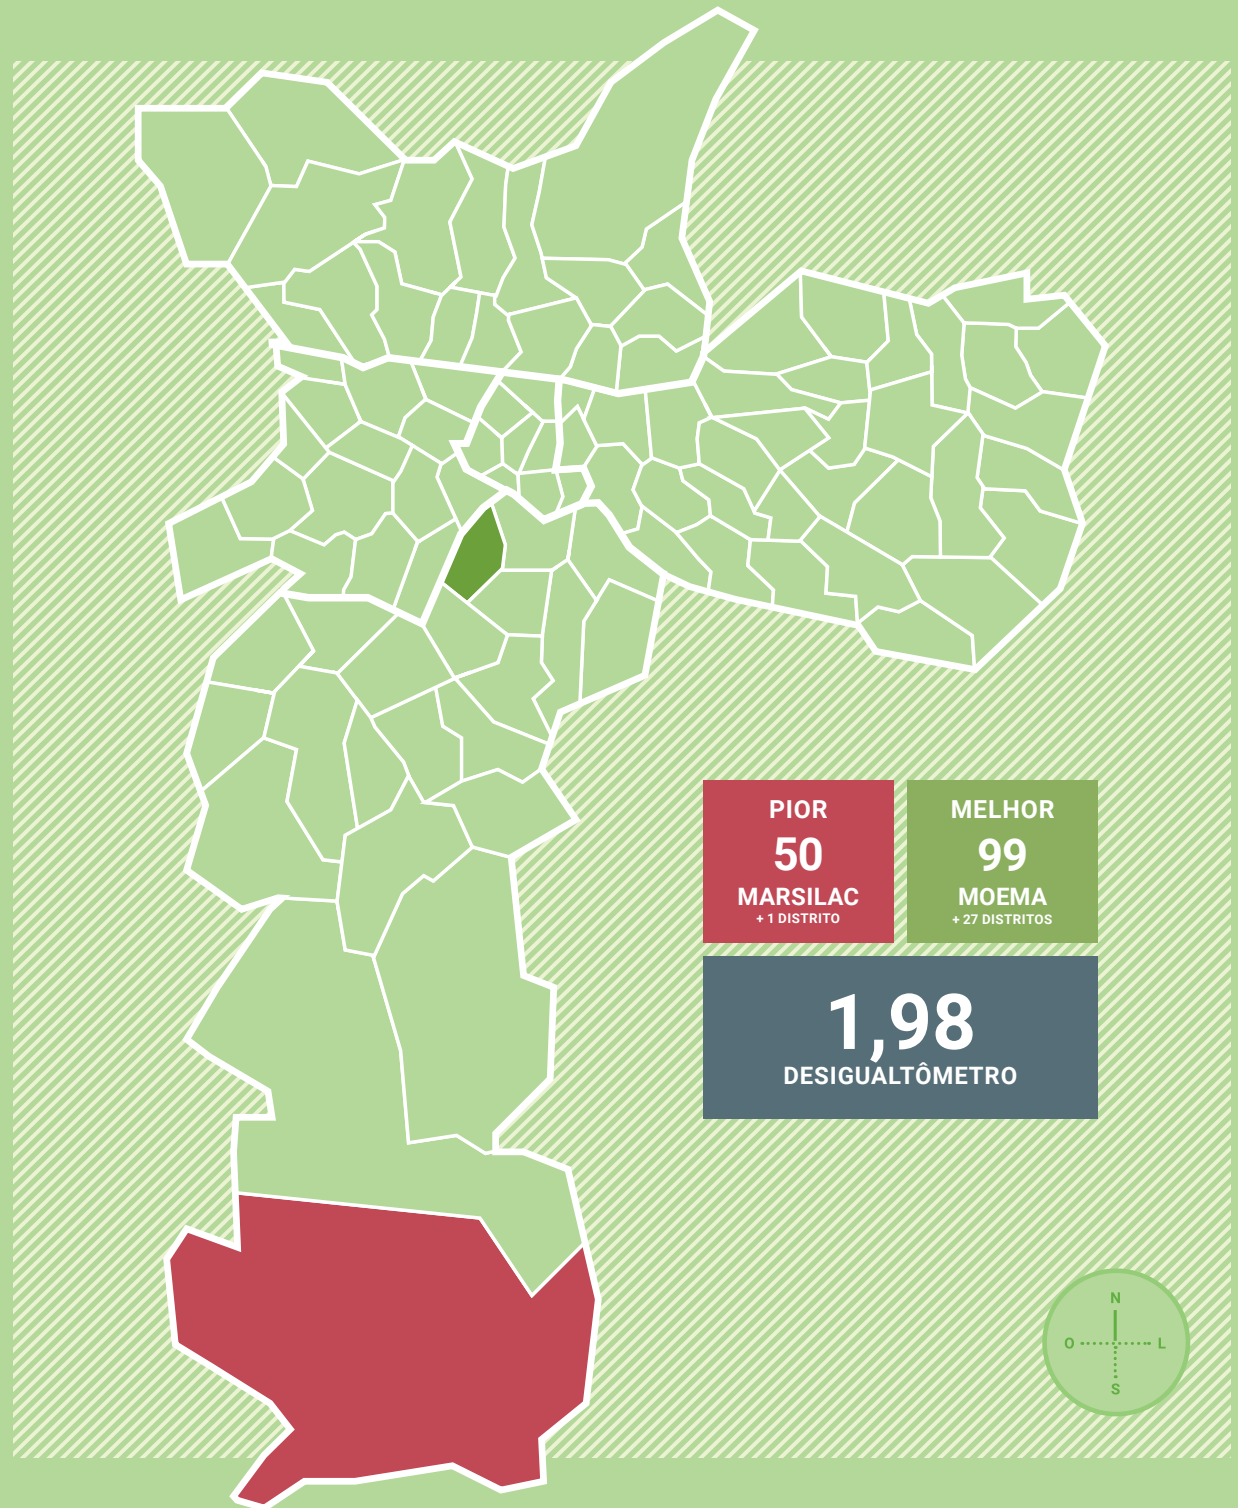 PIOR
50
MARSILAC
+ 1 DISTRITO
MELHOR
99
MOEMA
+ 27 DISTRITOS
1,98
DESIGUALTÔMETRO
N
O
L
S